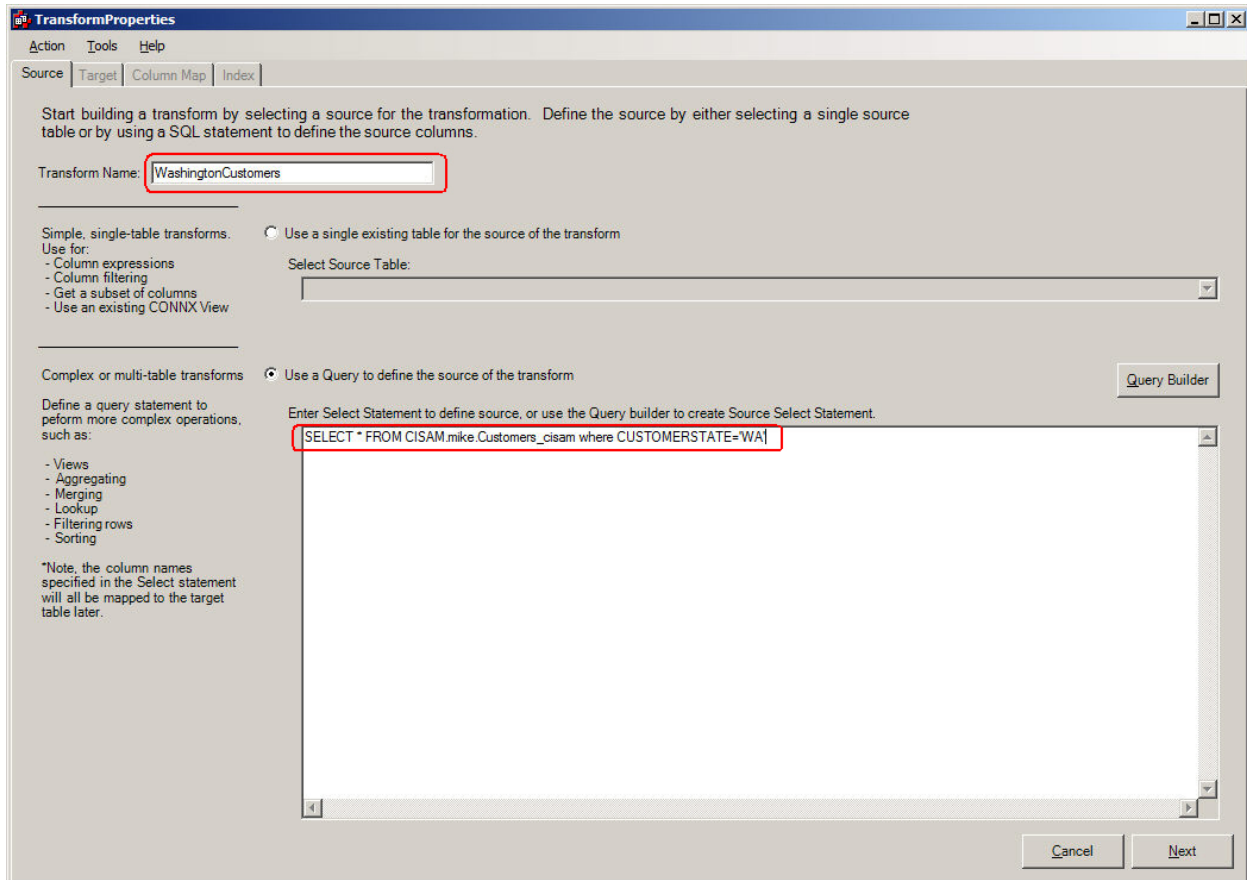 TransformProperties
Action Tools Help
Source Target Column Map Index
Start building a transform by selecting a source for the transformation. Define the source by either selecting a single source
table or by using a SQL statement to define the source columns.
Transform Name: WashingtonCustomers
Simple, single-table transforms.
Use for:
- Column expressions
- Column filtering
- Get a subset of columns
- Use an existing CONNX View
Use a single existing table for the source of the transform
Select Source Table:
Complex or multi-table transforms
Use a Query to define the source of the transform
Query Builder
Define a query statement to
peform more complex operations,
such as:
- Views
- Aggregating
- Merging
- Lookup
- Filtering rows
- Sorting
*Note, the column names
specified in the Select statement
will all be mapped to the target
table later.
Enter Select Statement to define source, or use the Query builder to create Source Select Statement.
SELECT * FROM CISAM.mike.Customers_cisam where CUSTOMERSTATE='WA'
Cancel Next